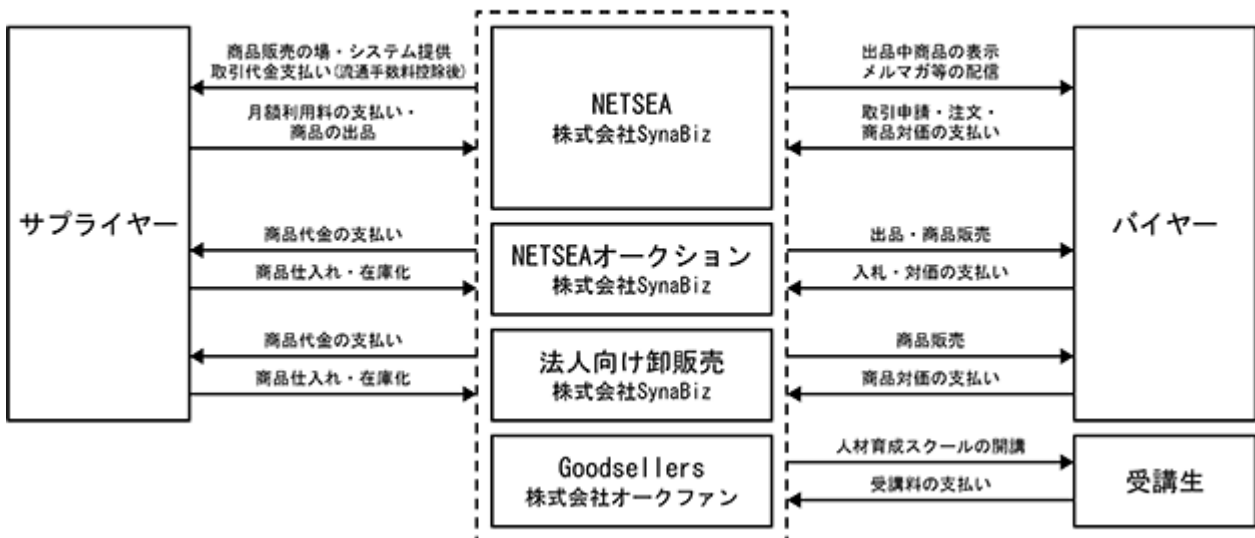 サプライヤー
商品販売の場・システム提供
取引代金支払い(流通手数料控除後)
月額利用料の支払い・
商品の出品
NETSEA
株式会社SynaBiz
出品中商品の表示
メルマガ等の配信
取引申請・注文・
商品対価の支払い
バイヤー
商品代金の支払い
商品仕入れ・在庫化
NETSEAオークション
株式会社SynaBiz
出品・商品販売
入札・対価の支払い
商品代金の支払い
商品仕入れ・在庫化
法人向け卸販売
株式会社SynaBiz
商品販売
商品対価の支払い
Goodsellers
株式会社オークファン
人材育成スクールの開講
受講料の支払い
受講生